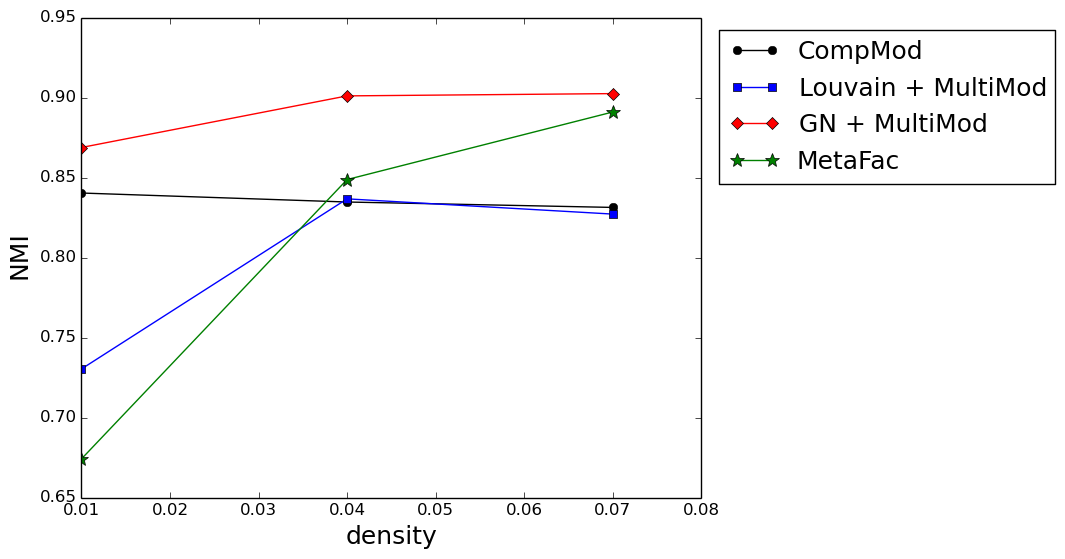 0.95
0.90
0.85
0.80
0.75
0.70
0.65
NMI
0.01 0.02 0.03 0.04 0.05 0.06 0.07 0.08
density
CompMod
Louvain + MultiMod
GN + MultiMod
MetaFac